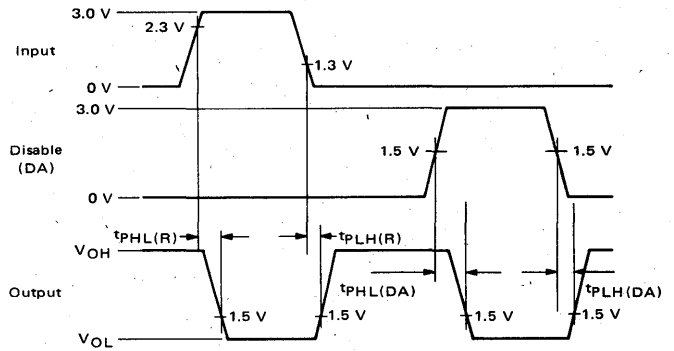 3.0 V
2.3 V
Input
1.3 V
0 V
3.0 V
Disable
(DA)
1.5 V
1.5 V
0 V
tPHL(R)
tPLH(R)
VOH
tPHL(DA)
tPLH(DA)
Output
1.5 V
1.5 V
1.5 V
1.5 V
VOL